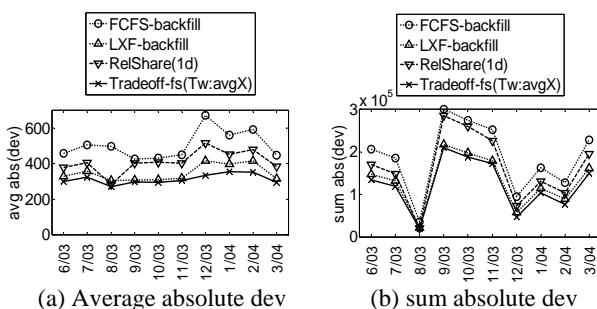 FCFS-backfill
LXF-backfill
RelShare(1d)
Tradeoff-fs(Tw:avgX)
avg abs(dev)
600
400
200
0
6/03 7/03 8/03 9/03 10/03 11/03 12/03 1/04 2/04 3/04
(a) Average absolute dev
FCFS-backfill
LXF-backfill
RelShare(1d)
Tradeoff-fs(Tw:avgX)
x 10^5
sum abs(dev)
3
2
1
0
6/03 7/03 8/03 9/03 10/03 11/03 12/03 1/04 2/04 3/04
(b) sum absolute dev